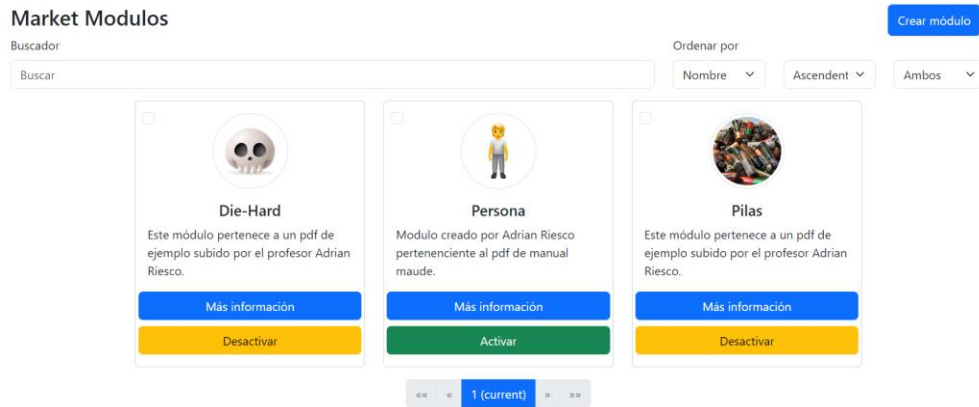 Market Modulos
Crear módulo
Buscador
Ordenar por
Buscar
Nombre
Ascendent
Ambos
Die-Hard
Este módulo pertenece a un pdf de
ejemplo subido por el profesor Adrian
Riesco.
Más información
Desactivar
Persona
Modulo creado por Adrian Riesco
pertenenciente al pdf de manual
maude.
Más información
Activar
Pilas
Este módulo pertenece a un pdf de
ejemplo subido por el profesor Adrian
Riesco.
Más información
Desactivar
«« « 1 (current) » »»